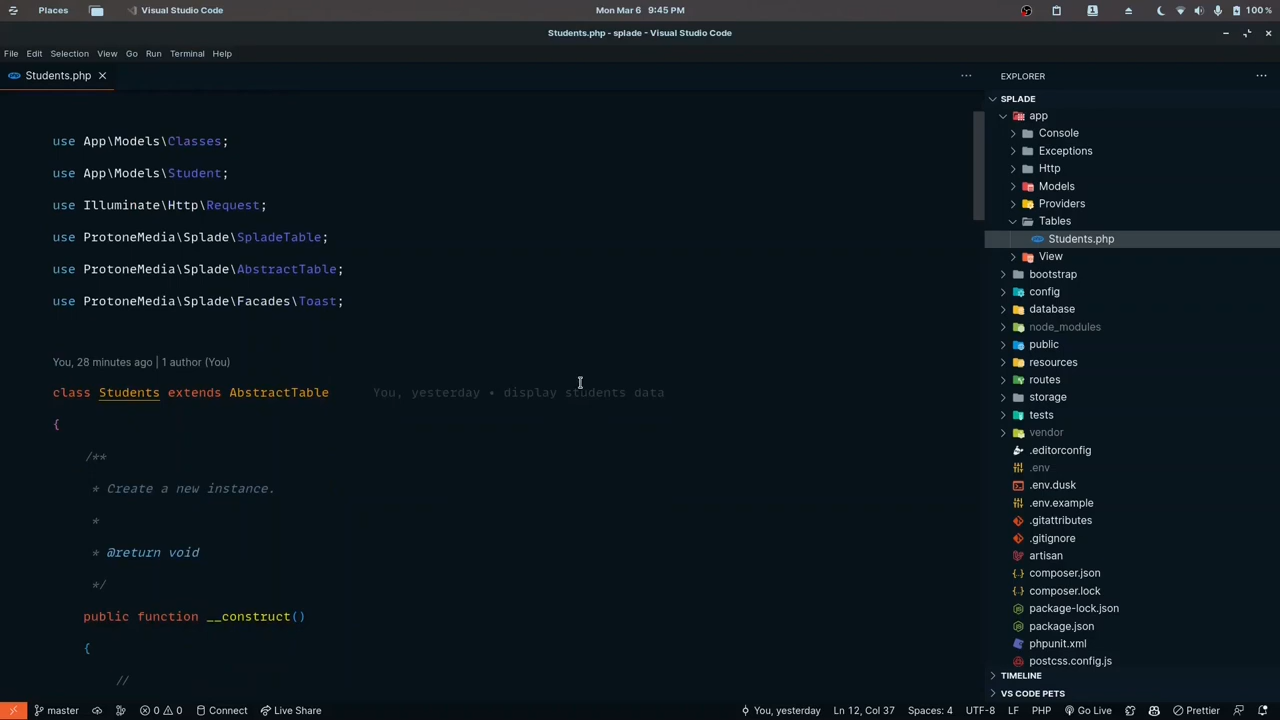 Places
Visual Studio Code
Mon Mar 6 9:45 PM
1
100 %
Students.php - splade - Visual Studio Code
File Edit Selection View Go Run Terminal Help
Students.php
use App\Models\Classes;
use App\Models\Student;
use Illuminate\Http\Request;
use ProtoneMedia\Splade\SpladeTable;
use ProtoneMedia\Splade\AbstractTable;
use ProtoneMedia\Splade\Facades\Toast;
You, 28 minutes ago | 1 author (You)
class Students extends AbstractTable You, yesterday • display students data
{
/**
* Create a new instance.
*
* @return void
*/
public function __construct()
{
//
EXPLORER
SPLADE
app
Console
Exceptions
Http
Models
Providers
Tables
Students.php
View
bootstrap
config
database
node_modules
public
resources
routes
storage
tests
vendor
.editorconfig
.env
.env.dusk
.env.example
.gitattributes
.gitignore
artisan
composer.json
composer.lock
package-lock.json
package.json
phpunit.xml
postcss.config.js
TIMELINE
VS CODE PETS
master 0 0 Connect Live Share You, yesterday Ln 12, Col 37 Spaces: 4 UTF-8 LF PHP Go Live Prettier